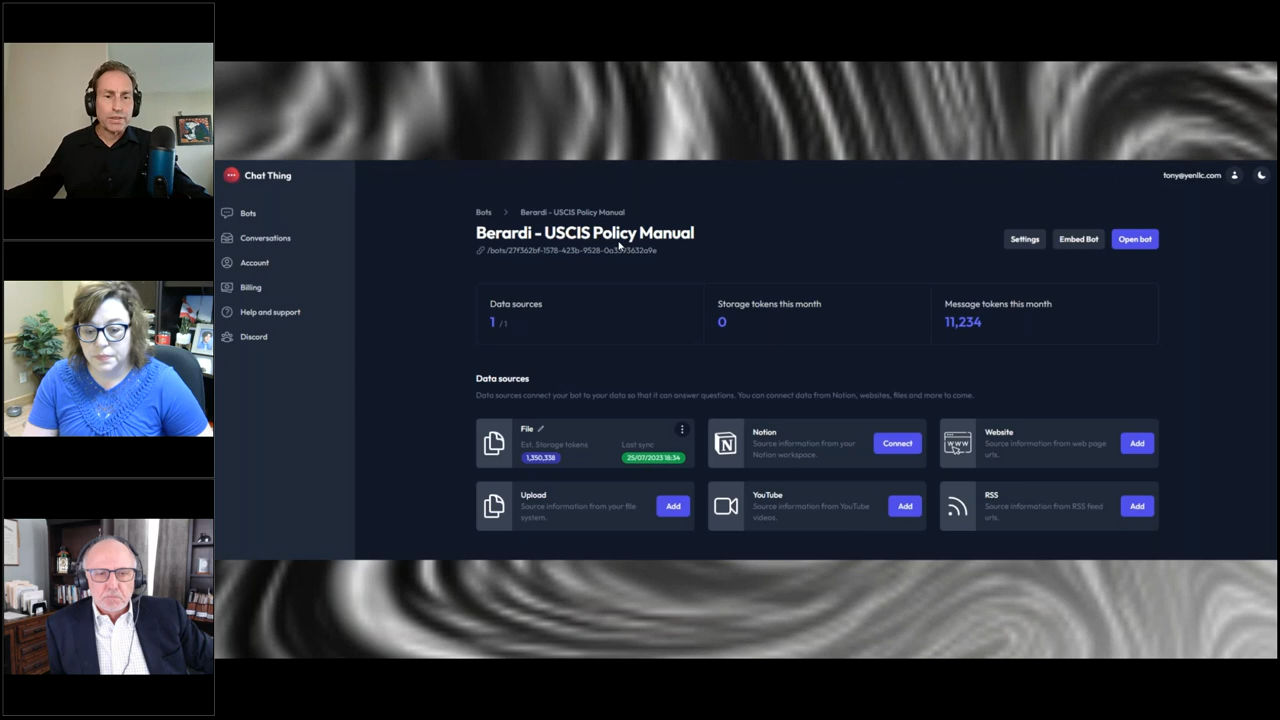 Chat Thing
tony@yenllc.com
Bots
Conversations
Account
Billing
Help and support
Discord
Bots > Berardi - USCIS Policy Manual
Berardi - USCIS Policy Manual
Settings
Embed Bot
Open bot
Data sources
1 / 1
Storage tokens this month
0
Message tokens this month
11,234
Data sources
Data sources connect your bot to your data so that it can answer questions. You can connect data from Notion, websites, files and more to come.
File
Est. Storage tokens
Last sync
1,350,338
25/07/2023 18:34
Notion
Source information from your
Notion workspace.
Connect
Website
Source information from web page
urls.
Add
WWW
Upload
Source information from your file
system.
Add
YouTube
Source information from YouTube
videos.
Add
RSS
Source information from RSS feed
urls.
Add